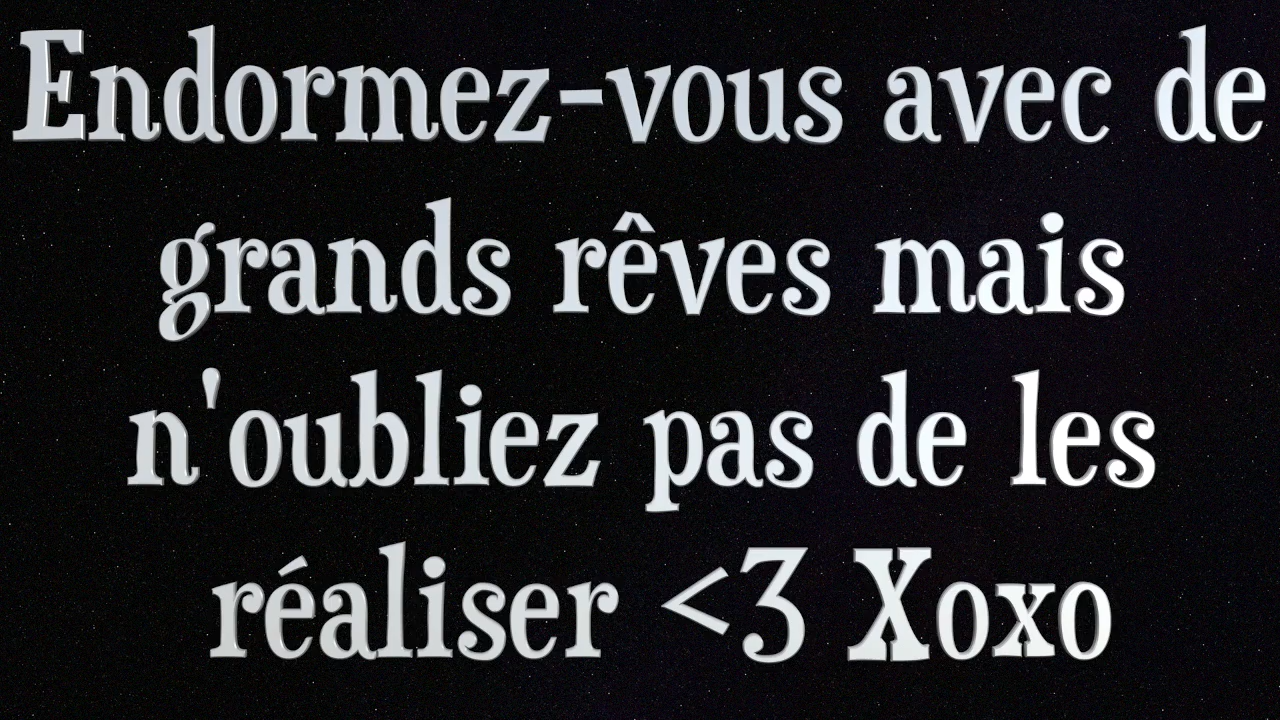 Endormez-vous avec de
grands rêves mais
n'oubliez pas de les
réaliser <3 Xoxo